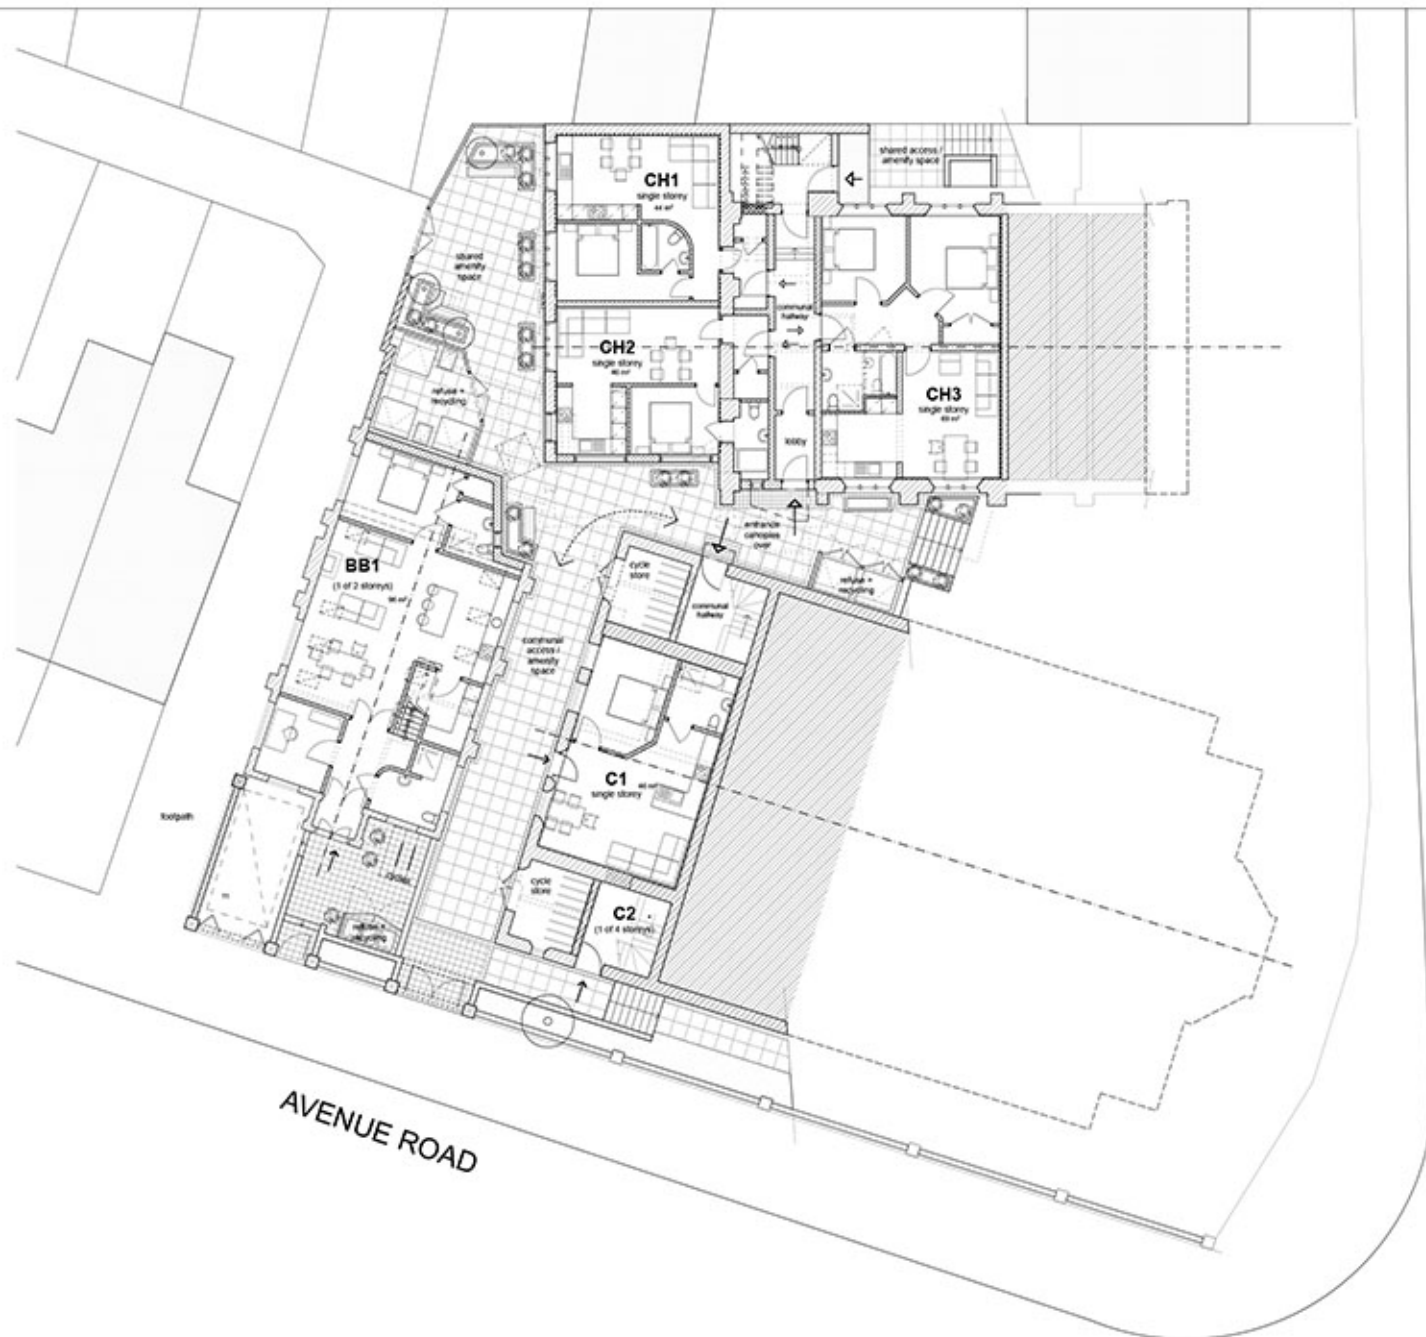 shared access /
amenity space
CH1
single storey
shared
amenity
space
communal
hallway
CH2
single storey
CH3
single storey
refuse +
recycling
lobby
entrance
canopies
over
BB1
(1 of 2 storeys)
cycle
store
communal
hallway
refuse +
recycling
communal
access /
amenity
space
C1
single storey
footpath
cycle
store
C2
(1 of 4 storeys)
refuse +
recycling
AVENUE ROAD